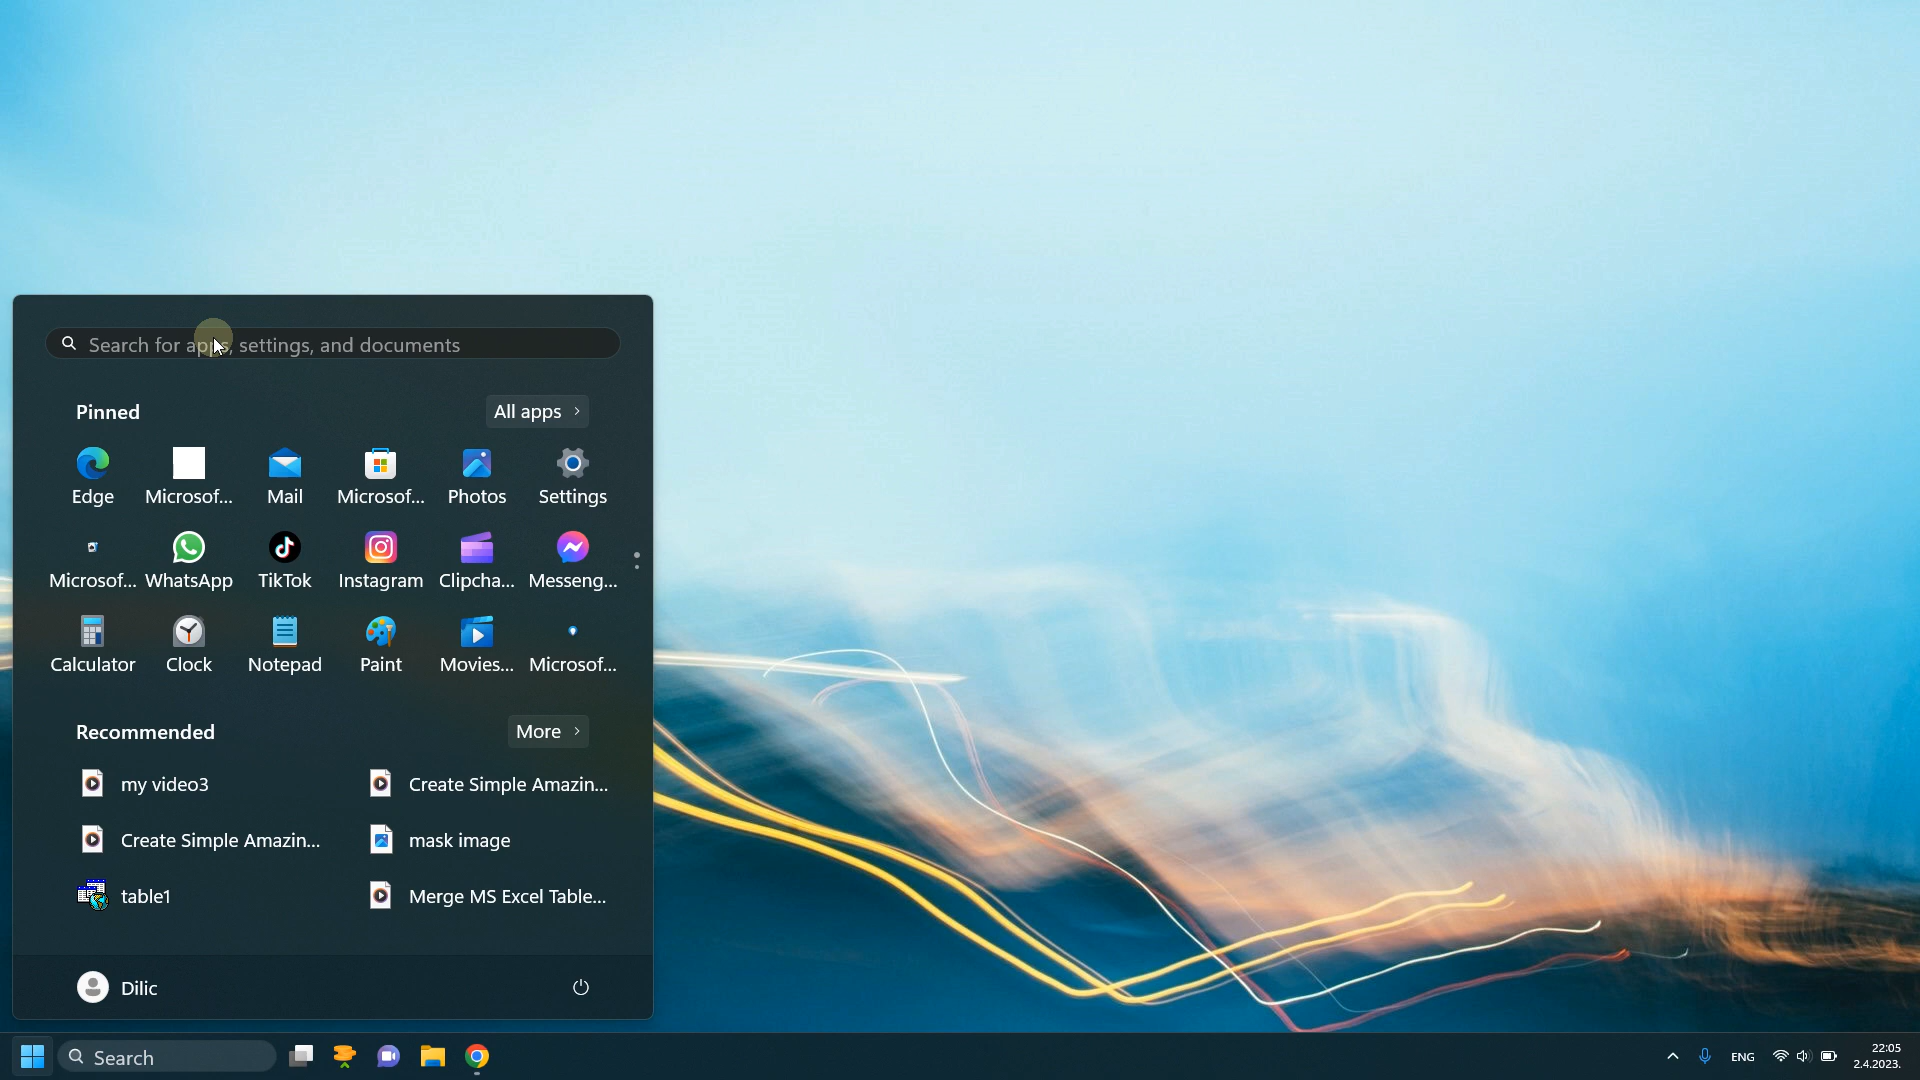 Search for apps, settings, and documents
Pinned
All apps
Edge
Microsof...
Mail
Microsof...
Photos
Settings
Microsof...
WhatsApp
TikTok
Instagram
Clipcha...
Messeng...
Calculator
Clock
Notepad
Paint
Movies...
Microsof...
Recommended
More
my video3
Create Simple Amazin...
Create Simple Amazin...
mask image
table1
Merge MS Excel Table...
Dilic
Search
ENG
22:05
2.4.2023.